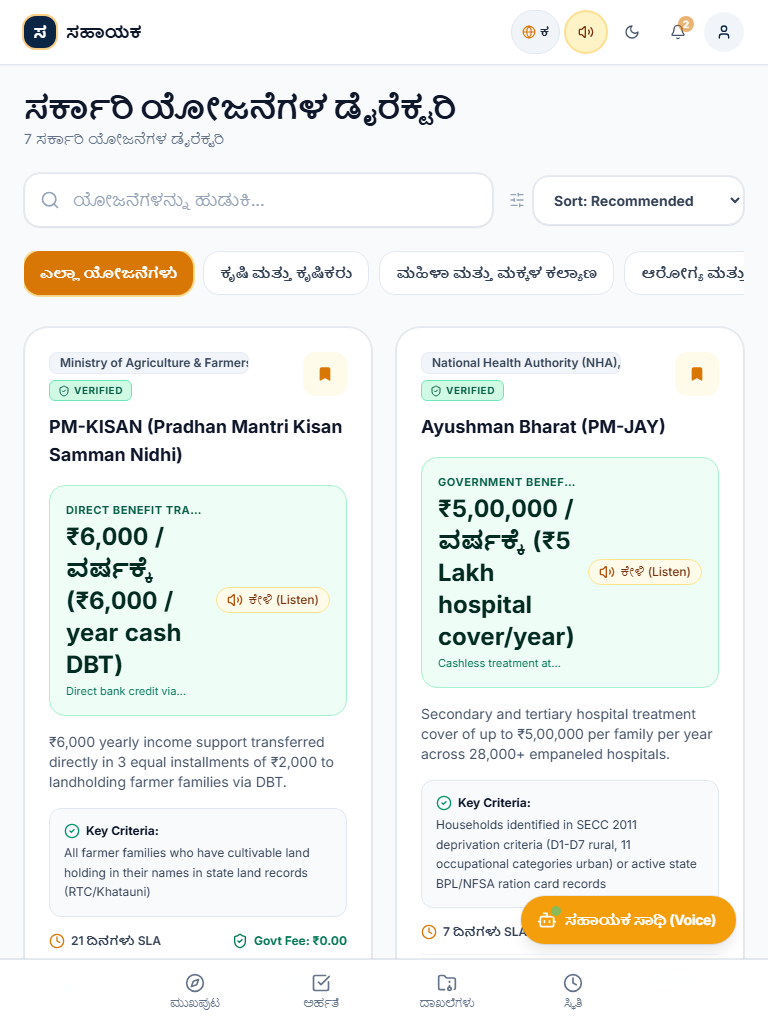 ಸ ಸಹಾಯಕ
ಕ
2
ಸರ್ಕಾರಿ ಯೋಜನೆಗಳ ಡೈರೆಕ್ಟರಿ
7 ಸರ್ಕಾರಿ ಯೋಜನೆಗಳ ಡೈರೆಕ್ಟರಿ
ಯೋಜನೆಗಳನ್ನು ಹುಡುಕಿ...
Sort: Recommended
ಎಲ್ಲಾ ಯೋಜನೆಗಳು
ಕೃಷಿ ಮತ್ತು ಕೃಷಿಕರು
ಮಹಿಳಾ ಮತ್ತು ಮಕ್ಕಳ ಕಲ್ಯಾಣ
ಆರೋಗ್ಯ ಮತ್ತು
Ministry of Agriculture & Farmers
VERIFIED
PM-KISAN (Pradhan Mantri Kisan
Samman Nidhi)
DIRECT BENEFIT TRA...
₹6,000 /
ವರ್ಷಕ್ಕೆ
(₹6,000 /
year cash
DBT)
Direct bank credit via...
ಕೇಳಿ (Listen)
₹6,000 yearly income support transferred
directly in 3 equal installments of ₹2,000 to
landholding farmer families via DBT.
Key Criteria:
All farmer families who have cultivable land
holding in their names in state land records
(RTC/Khatauni)
21 ದಿನಗಳು SLA
Govt Fee: ₹0.00
National Health Authority (NHA),
VERIFIED
Ayushman Bharat (PM-JAY)
GOVERNMENT BENEF...
₹5,00,000 /
ವರ್ಷಕ್ಕೆ (₹5
Lakh
hospital
cover/year)
Cashless treatment at...
ಕೇಳಿ (Listen)
Secondary and tertiary hospital treatment
cover of up to ₹5,00,000 per family per year
across 28,000+ empaneled hospitals.
Key Criteria:
Households identified in SECC 2011
deprivation criteria (D1-D7 rural, 11
occupational categories urban) or active state
BPL/NFSA ration card records
7 ದಿನಗಳು SLA
ಸಹಾಯಕ ಸಾಥಿ (Voice)
ಮುಖಪುಟ
ಅರ್ಹತೆ
ದಾಖಲೆಗಳು
ಸ್ಥಿತಿ